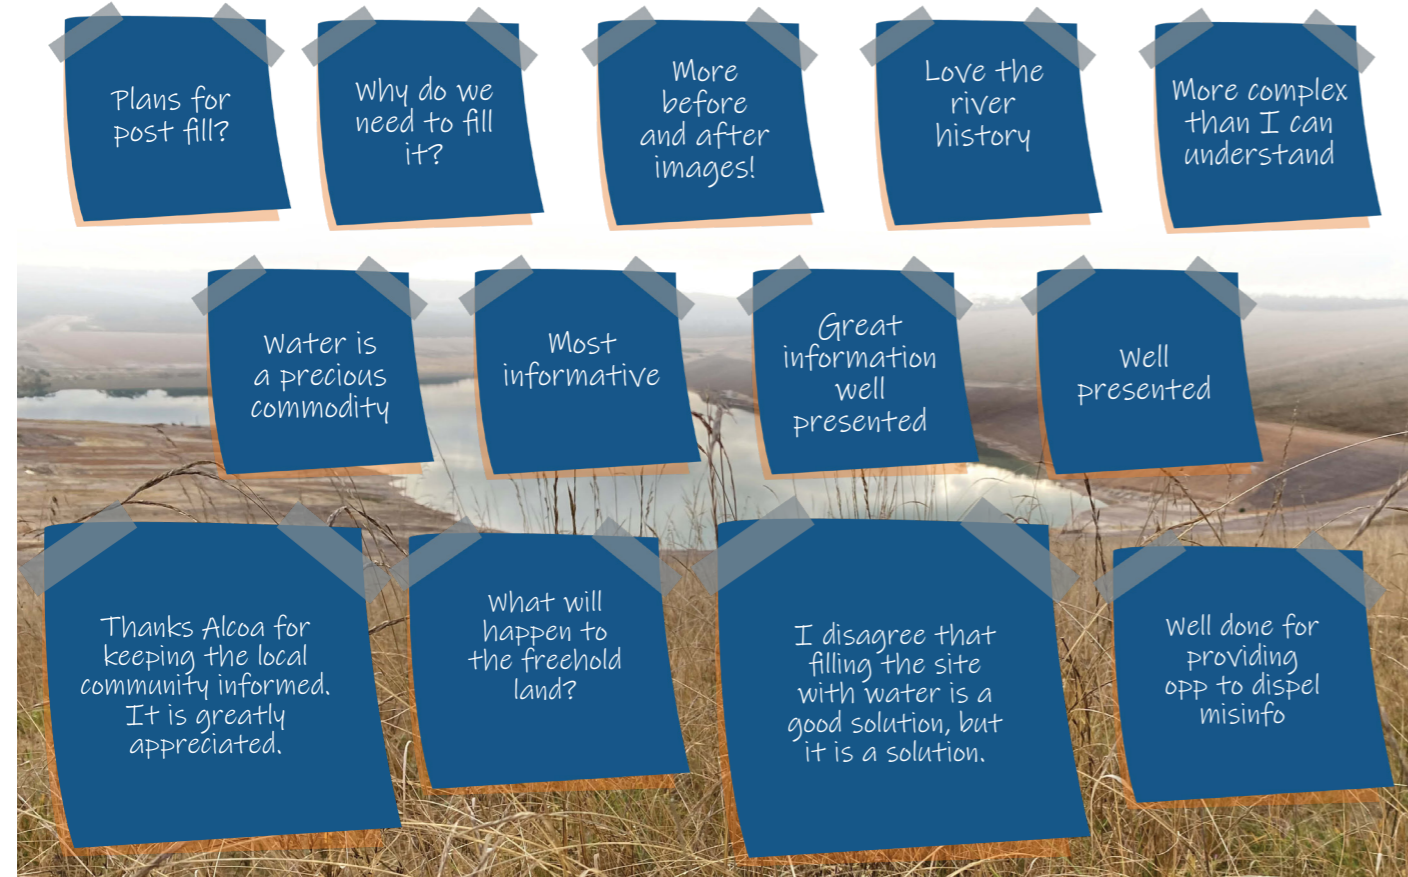 Plans for
post fill?
Why do we
need to fill
it?
More
before
and after
images!
Love the
river
history
More complex
than I can
understand
Water is
a precious
commodity
Most
informative
Great
information
well
presented
Well
presented
Thanks Alcoa for
keeping the local
community informed.
It is greatly
appreciated.
What will
happen to
the freehold
land?
I disagree that
filling the site
with water is a
good solution, but
it is a solution.
Well done for
providing
opp to dispel
misinfo